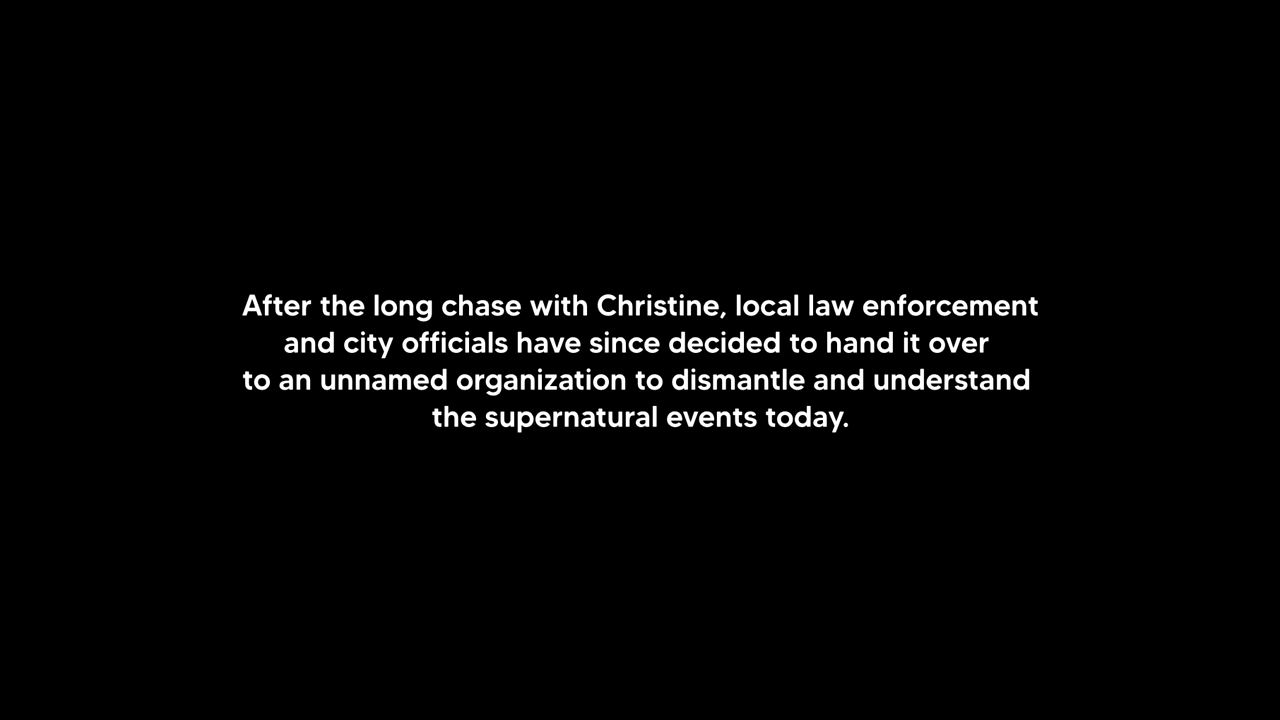 After the long chase with Christine, local law enforcement
and city officials have since decided to hand it over
to an unnamed organization to dismantle and understand
the supernatural events today.